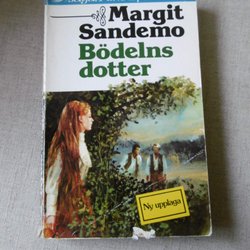 Margit
Sandemo
Bödelns
dotter
Ny upplaga